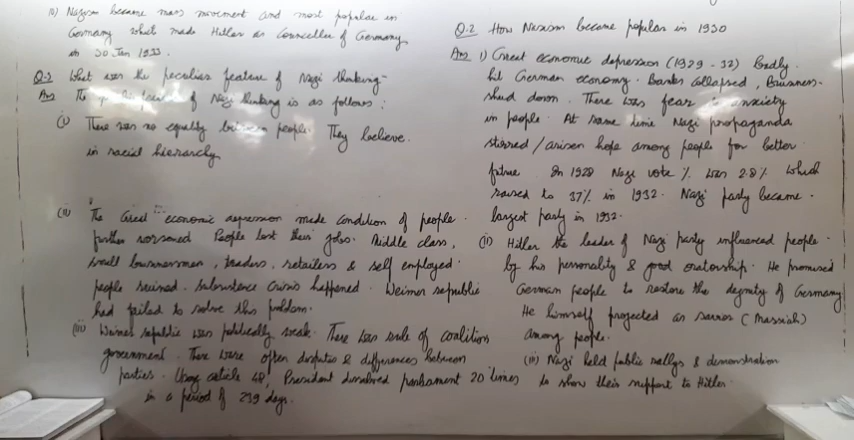 iv) Nazism became mass movement and most popular in
Germany which made Hitler as Councellor of Germany
on 30 Jan 1933.
Q-3 What was the peculiar feature of Nazi thinking-
Ans The of Nazi thinking is as follows:
(i) There was no equality between people. They believe.
in racial hierarchy
(ii) The Great economic depression made condition of people.
further worsened People lost their jobs. Middle class,
small businessmen, traders, retailers & self employed.
people ruined. Subsistence crisis happened. Weimer republic
had failed to solve this problem.
(iii) Weimer republic was politically weak. There was rule of coalition
government. There were often disputes & differences between
parties. Using article 48, President dissolved parliament 20 times
in a period of 239 days.
Q.2 How Nazism became popular in 1930
Ans i) Great economic depression (1929-32) badly.
hit German economy. Banks collapsed, Business-
shud down. There was fear & anxiety
in people. At same time Nazi propaganda
stirred / arisen hope among people for better
future In 1928 Nazi vote % was 2.8% which
raised to 37% in 1932. Nazi party became.
largest party in 1932.
(ii) Hitler the leader of Nazi party influenced people.
by his personality & good oratorship. He promised
German people to restore the dignity of Germany
He himself projected as (Massiah)
among people.
(iii) Nazi held public rallys & demonstration
to show their support to Hitler.